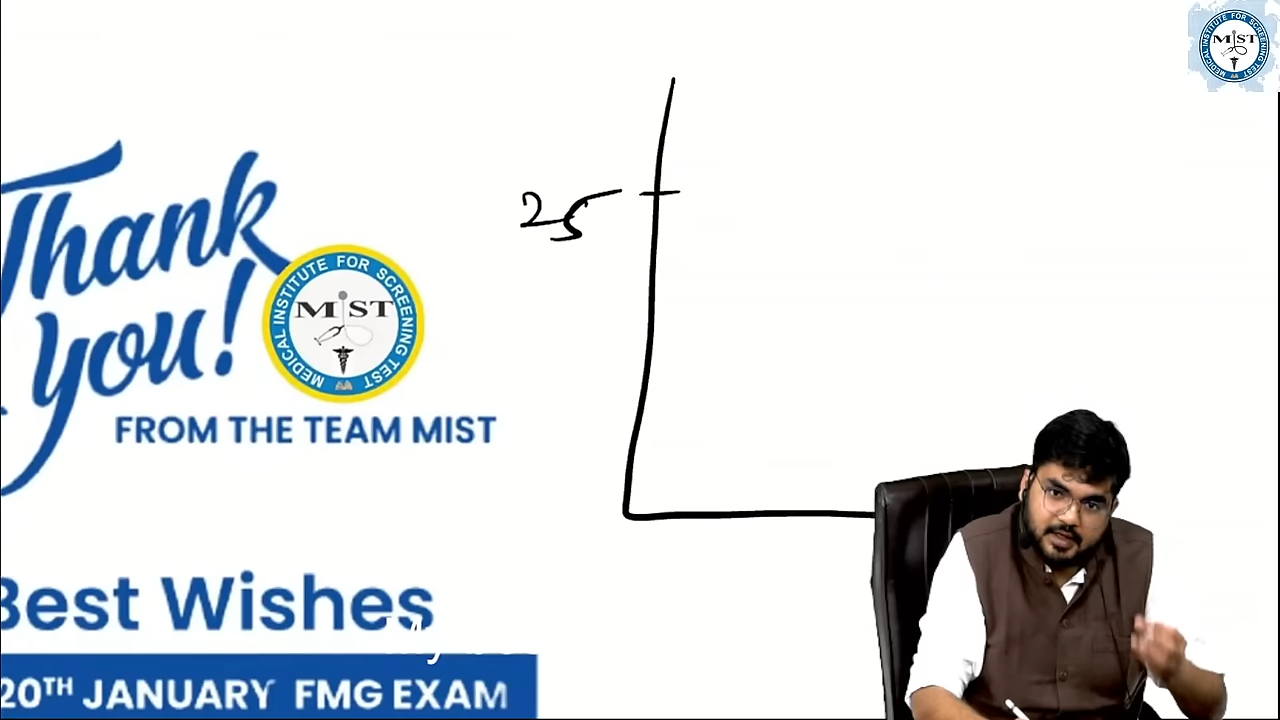 Thank
You!
MEDICAL INSTITUTE FOR SCREENING TEST
MIST
FROM THE TEAM MIST
Best Wishes
20TH JANUARY FMG EXAM
25
MEDICAL INSTITUTE FOR SCREENING TEST
MIST